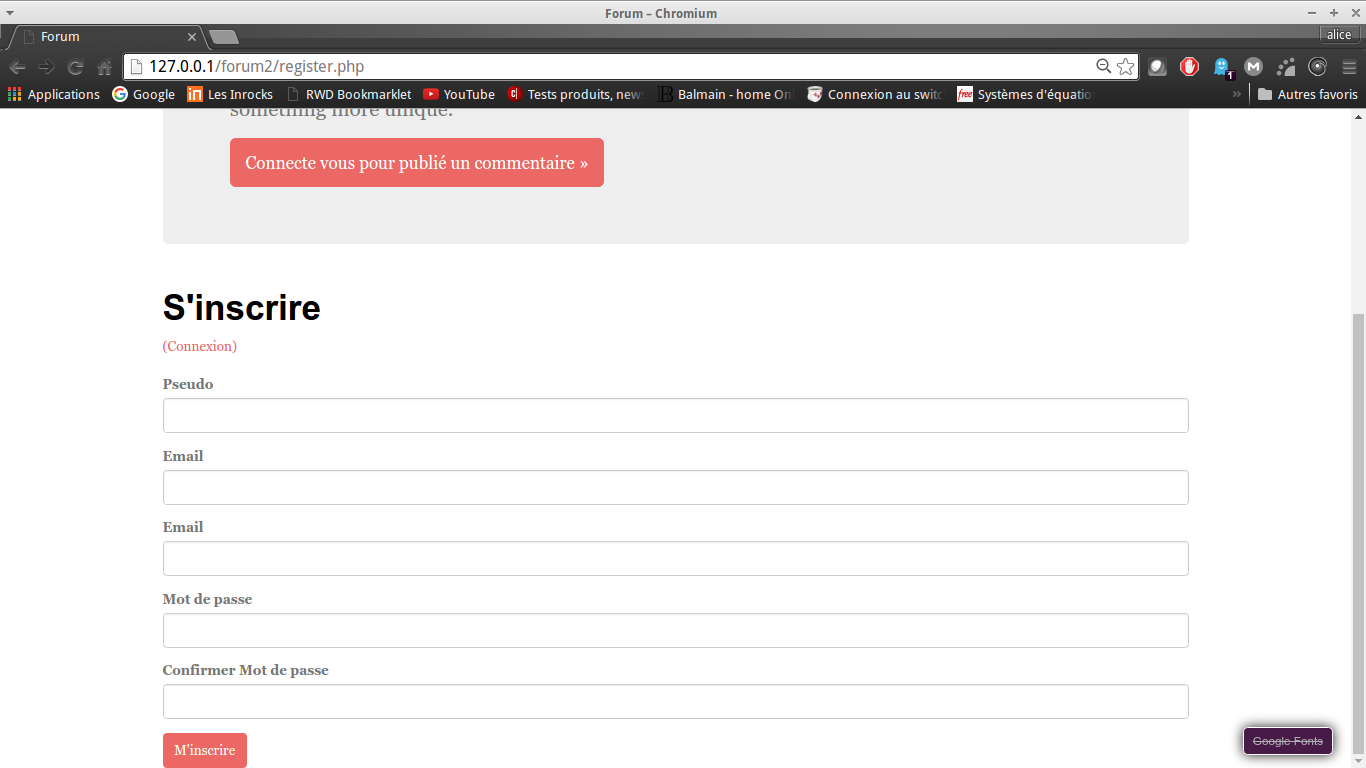 Forum – Chromium
Forum
alice
127.0.0.1/forum2/register.php
1
Applications
Google
Les Inrocks
RWD Bookmarklet
YouTube
Tests produits, new
Balmain - home On
Connexion au switc
Systèmes d'équatio
»
Autres favoris
something more unique.
Connecte vous pour publié un commentaire »
S'inscrire
(Connexion)
Pseudo
Email
Email
Mot de passe
Confirmer Mot de passe
M'inscrire
Google Fonts